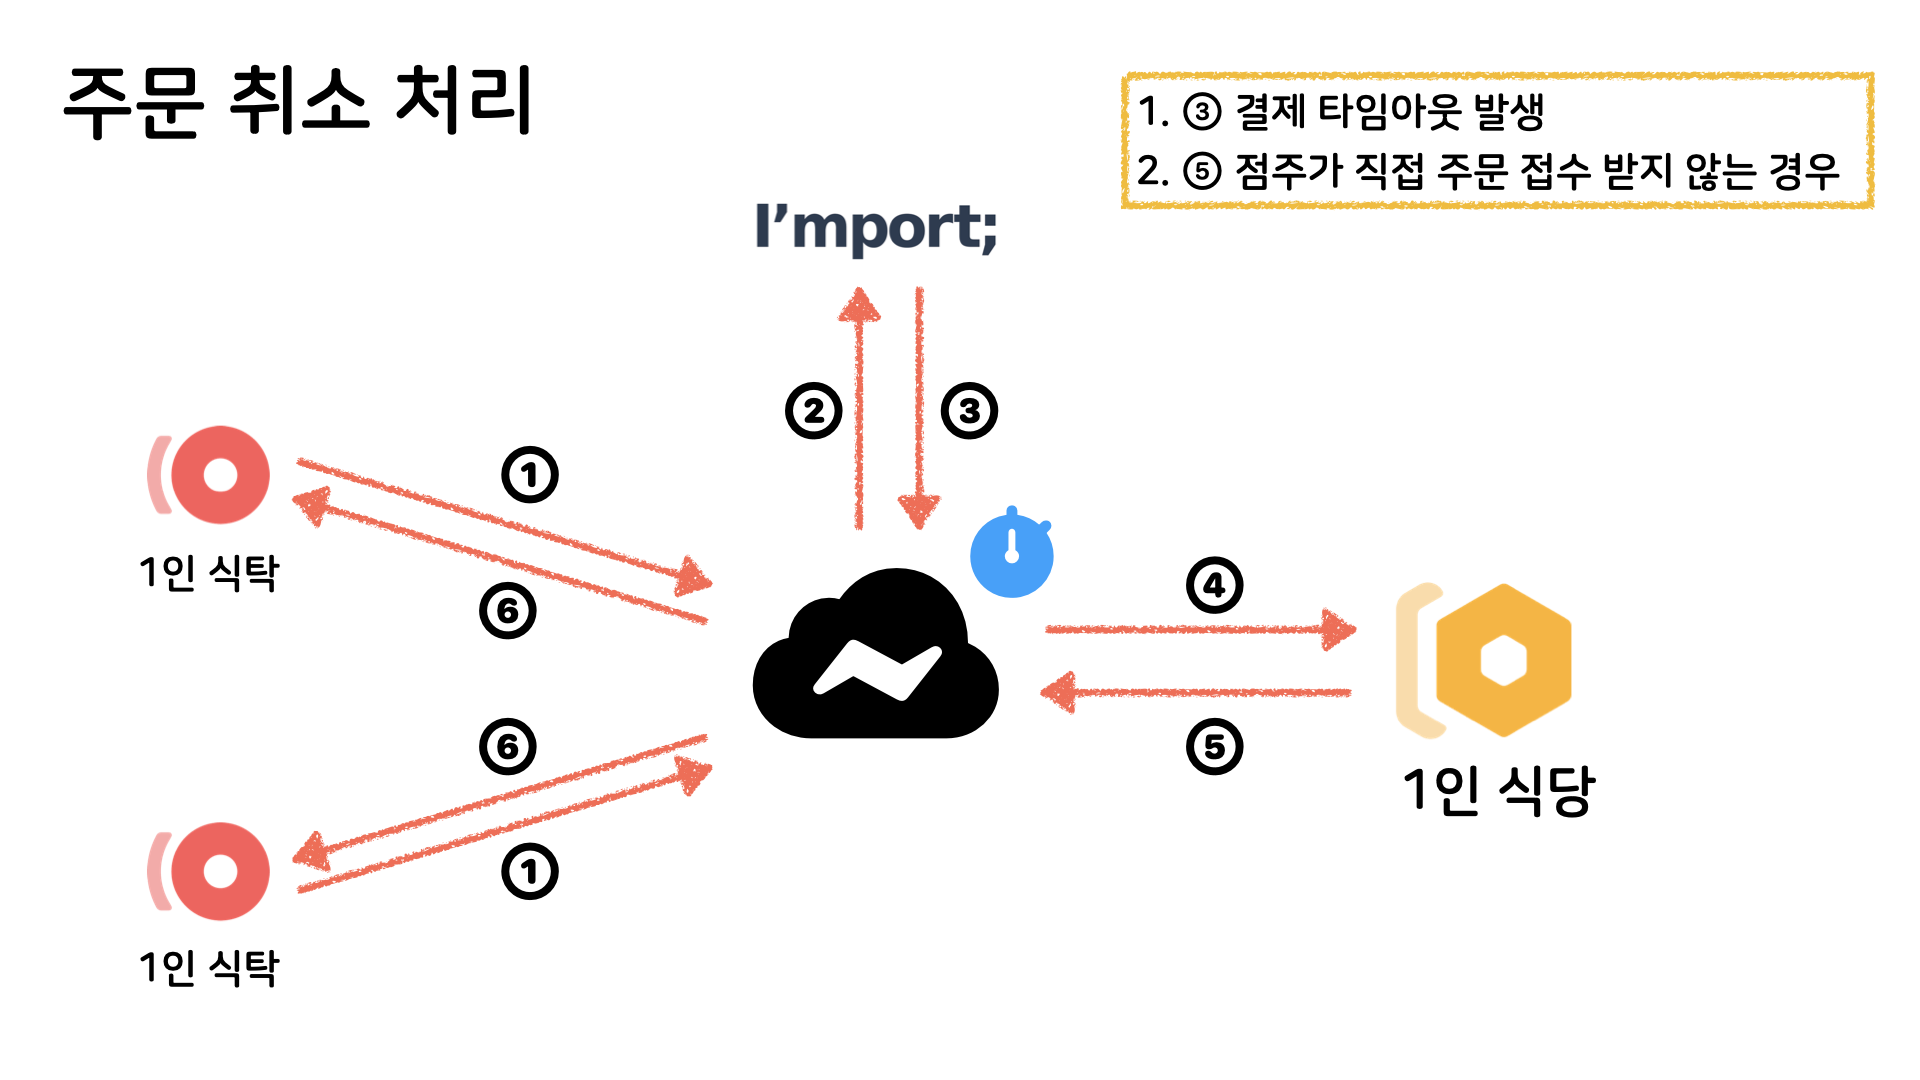 주문 취소 처리
1. ③ 결제 타임아웃 발생
2. ⑤ 점주가 직접 주문 접수 받지 않는 경우
I'mport;
②
③
①
1인 식탁
⑥
④
⑤
1인 식당
⑥
①
1인 식탁